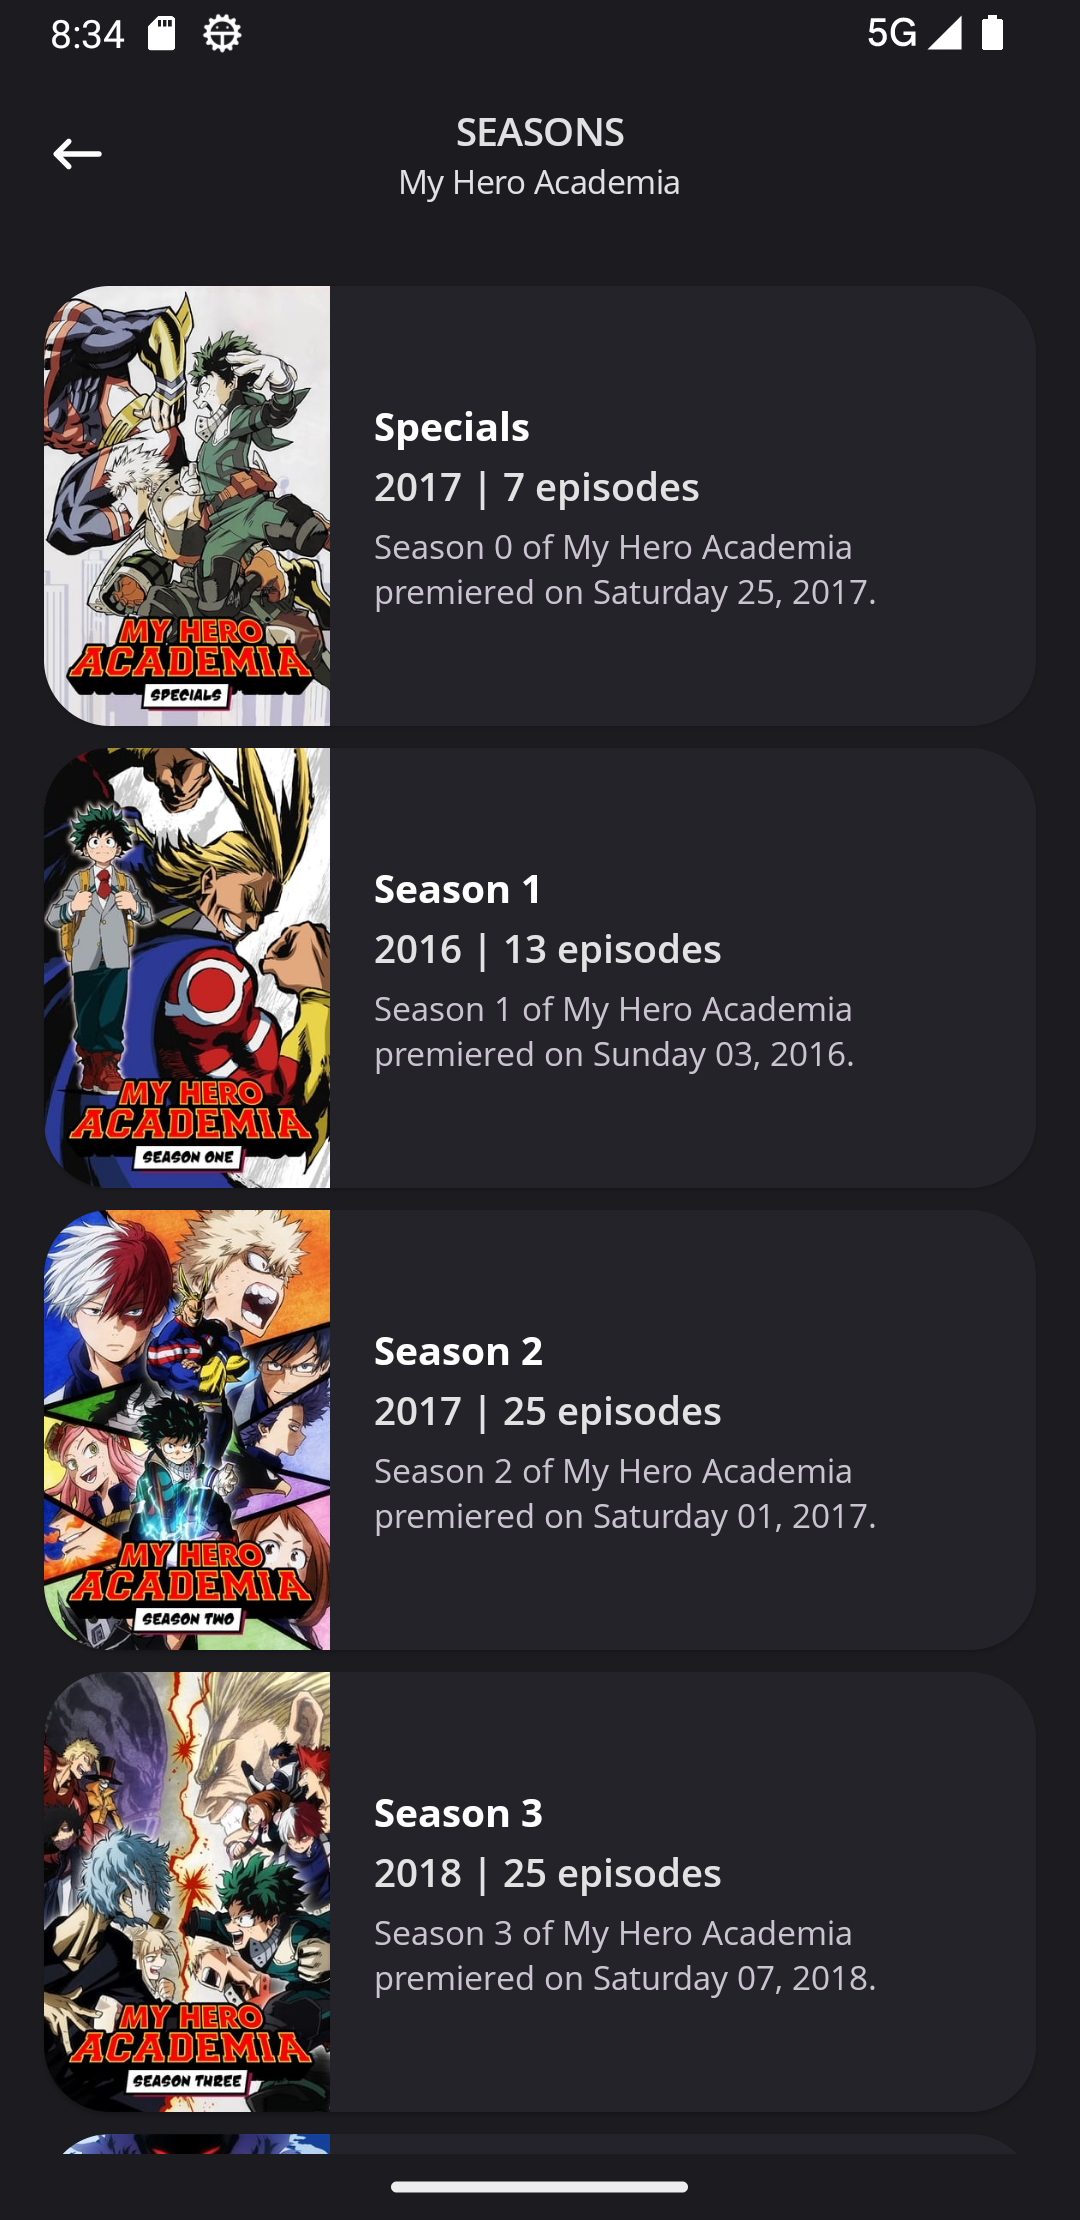 8:34
5G
SEASONS
My Hero Academia
MY HERO
ACADEMIA
SPECIALS
Specials
2017 | 7 episodes
Season 0 of My Hero Academia
premiered on Saturday 25, 2017.
MY HERO
ACADEMIA
SEASON ONE
Season 1
2016 | 13 episodes
Season 1 of My Hero Academia
premiered on Sunday 03, 2016.
MY HERO
ACADEMIA
SEASON TWO
Season 2
2017 | 25 episodes
Season 2 of My Hero Academia
premiered on Saturday 01, 2017.
MY HERO
ACADEMIA
SEASON THREE
Season 3
2018 | 25 episodes
Season 3 of My Hero Academia
premiered on Saturday 07, 2018.